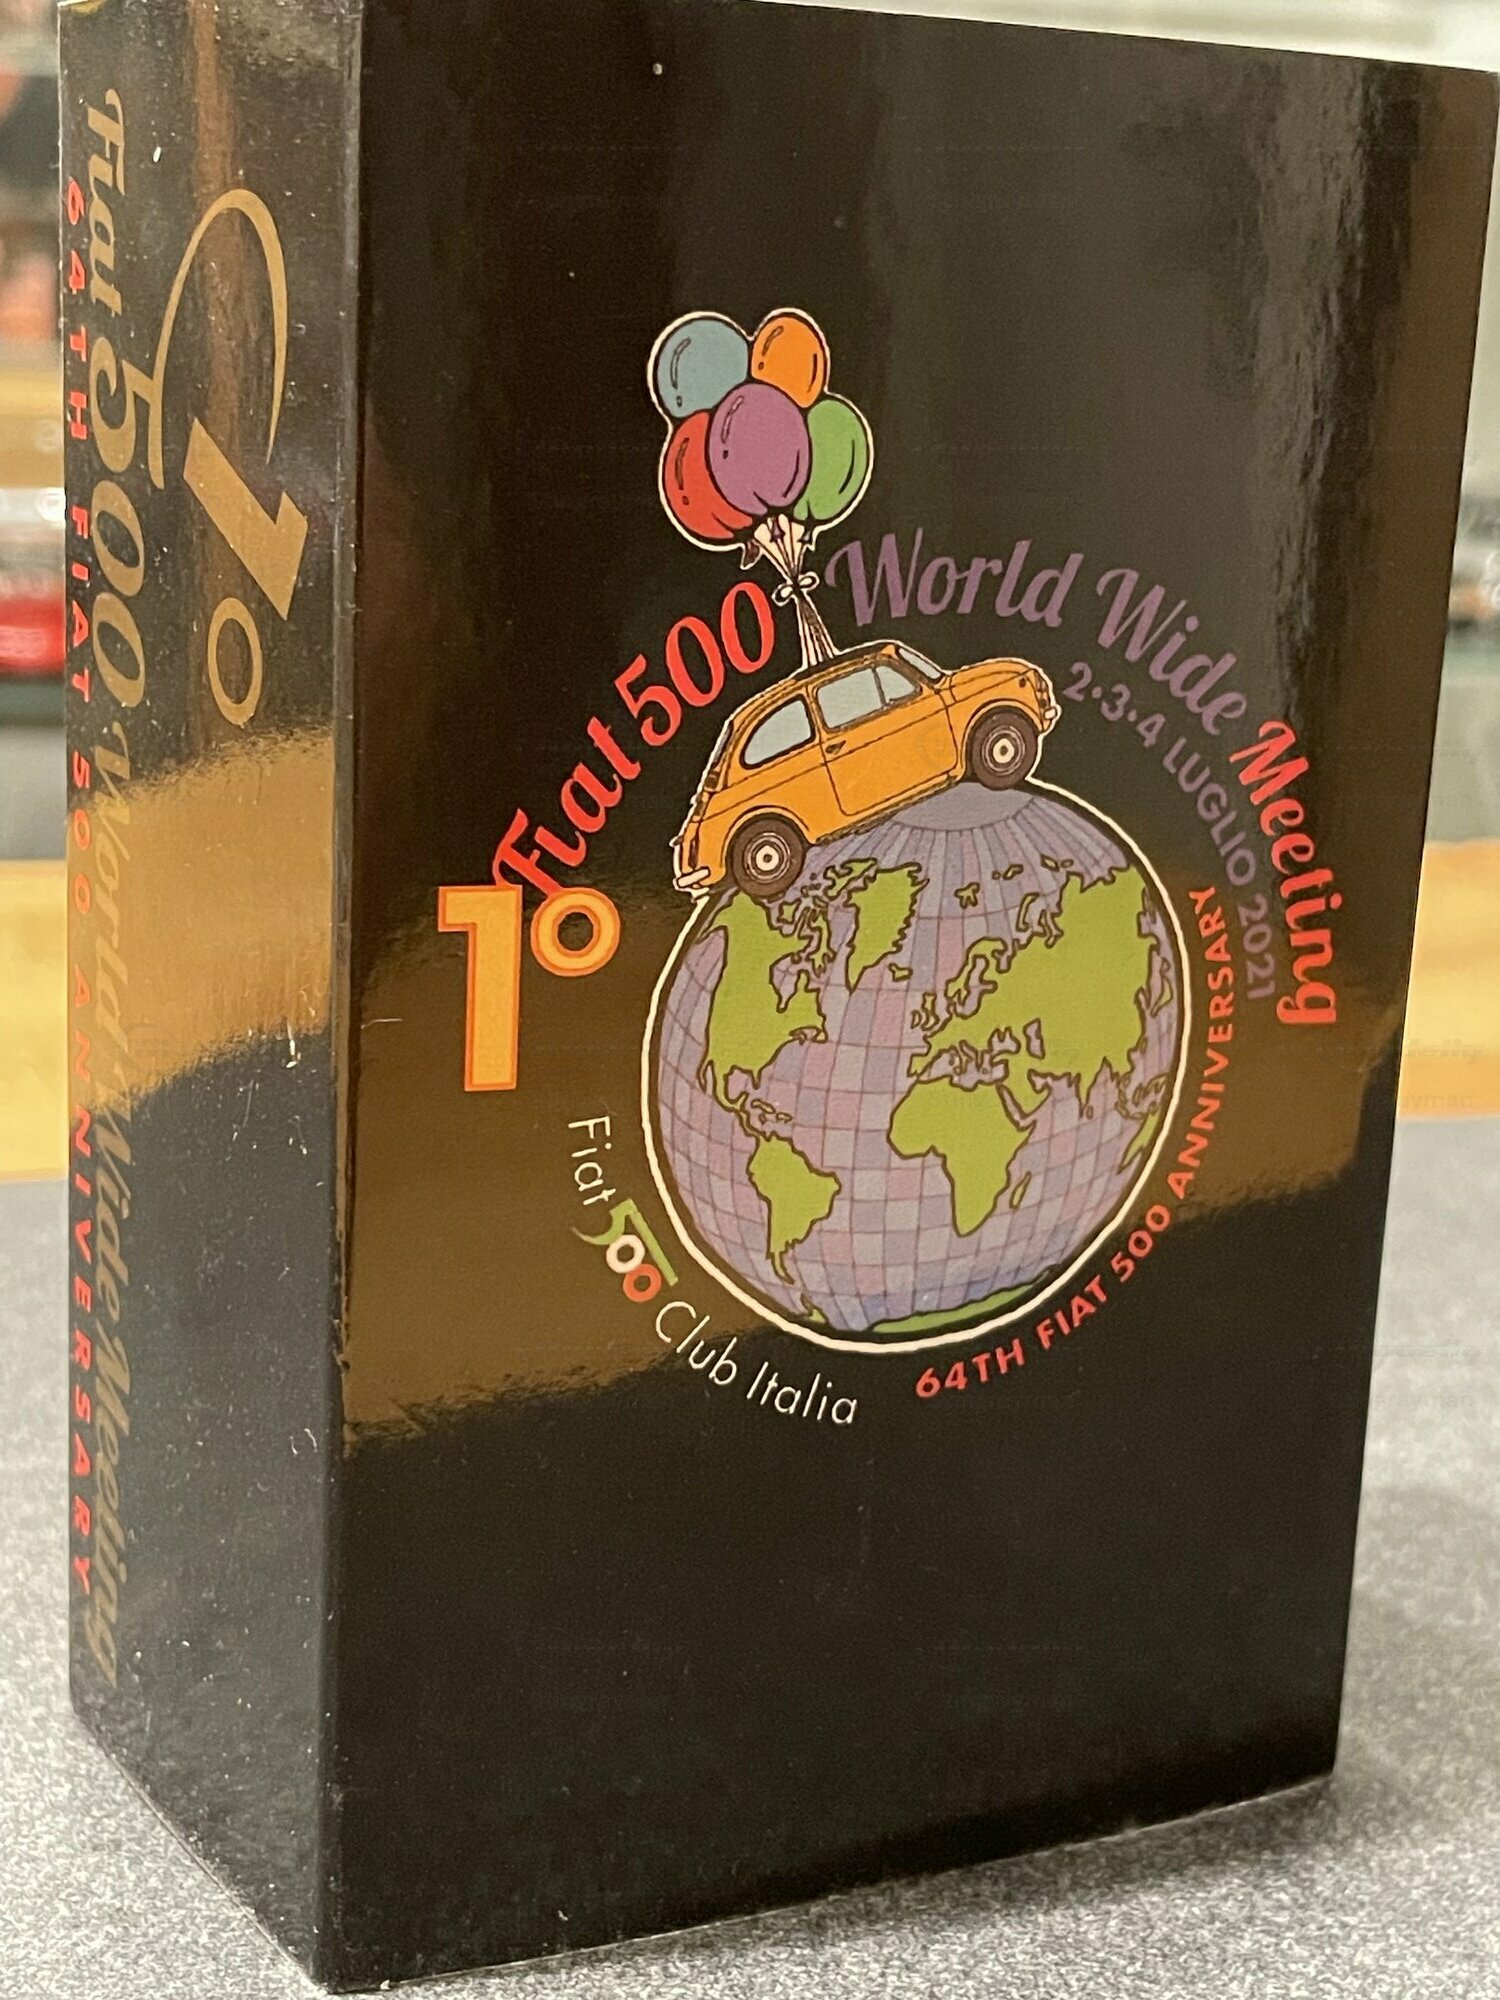 1° Fiat 500 World Wide Meeting
2·3·4 LUGLIO 2021
64TH FIAT 500 ANNIVERSARY
Fiat 500 Club Italia
1°
Fiat 500 World Wide Meeting
64TH FIAT 500 ANNIVERSARY